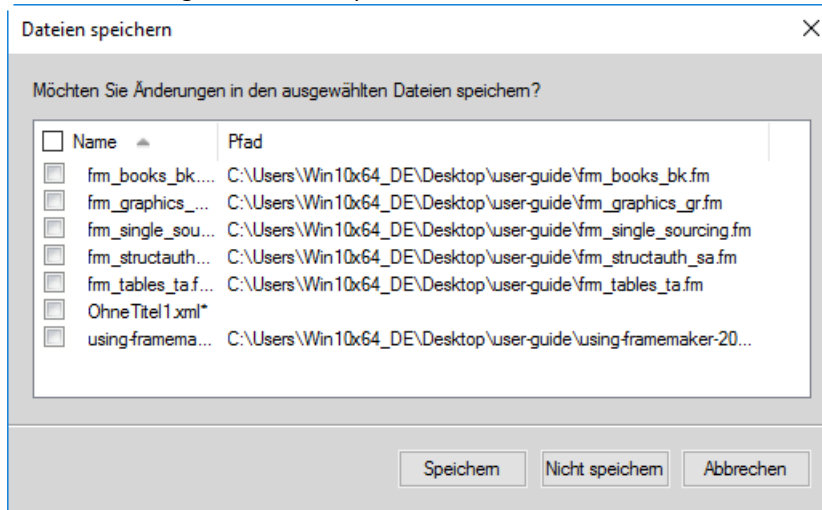 Dateien speichern
Möchten Sie Änderungen in den ausgewählten Dateien speichern?
Name Pfad
frm_books_bk.... C:\Users\Win10x64_DE\Desktop\user-guide\frm_books_bk.fm
frm_graphics_... C:\Users\Win10x64_DE\Desktop\user-guide\frm_graphics_gr.fm
frm_single_sou... C:\Users\Win10x64_DE\Desktop\user-guide\frm_single_sourcing.fm
frm_structauth... C:\Users\Win10x64_DE\Desktop\user-guide\frm_structauth_sa.fm
frm_tables_ta.f... C:\Users\Win10x64_DE\Desktop\user-guide\frm_tables_ta.fm
OhneTitel1.xml*
using-framema... C:\Users\Win10x64_DE\Desktop\user-guide\using-framemaker-20...
Speichern Nicht speichern Abbrechen